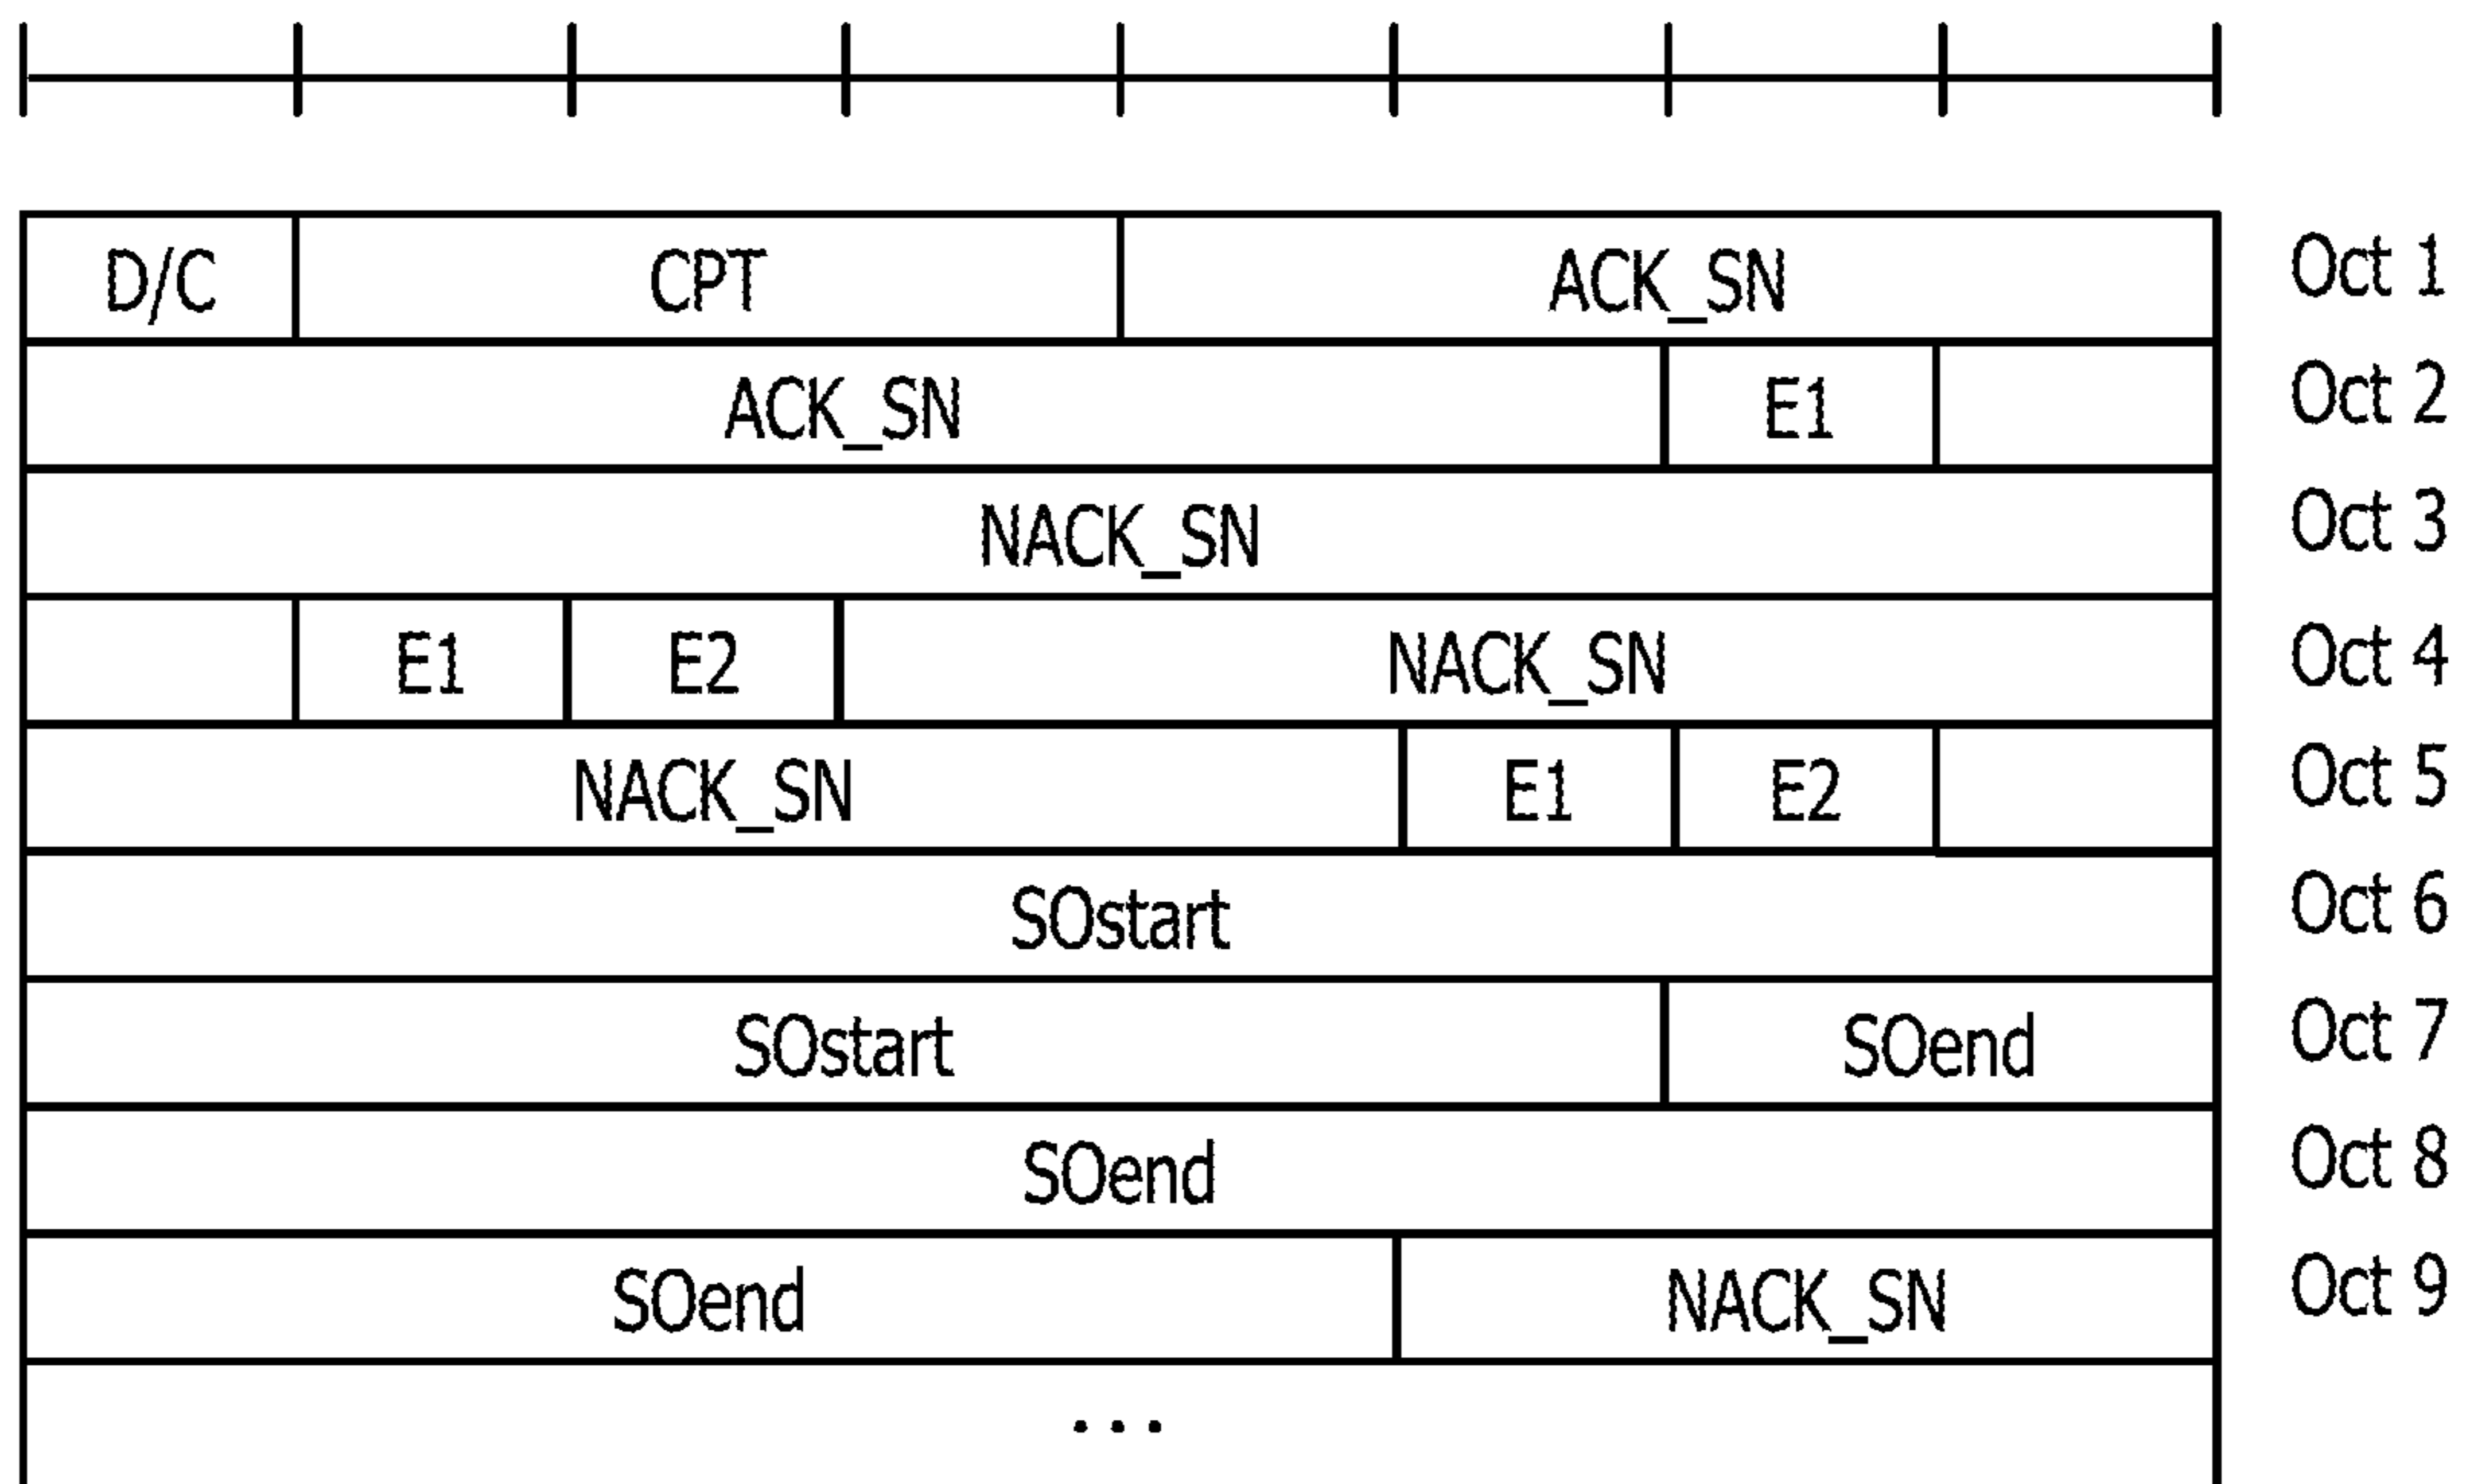 D/C CPT ACK_SN Oct 1
ACK_SN E1 Oct 2
NACK_SN Oct 3
E1 E2 NACK_SN Oct 4
NACK_SN E1 E2 Oct 5
SOstart Oct 6
SOstart SOend Oct 7
SOend Oct 8
SOend NACK_SN Oct 9
...